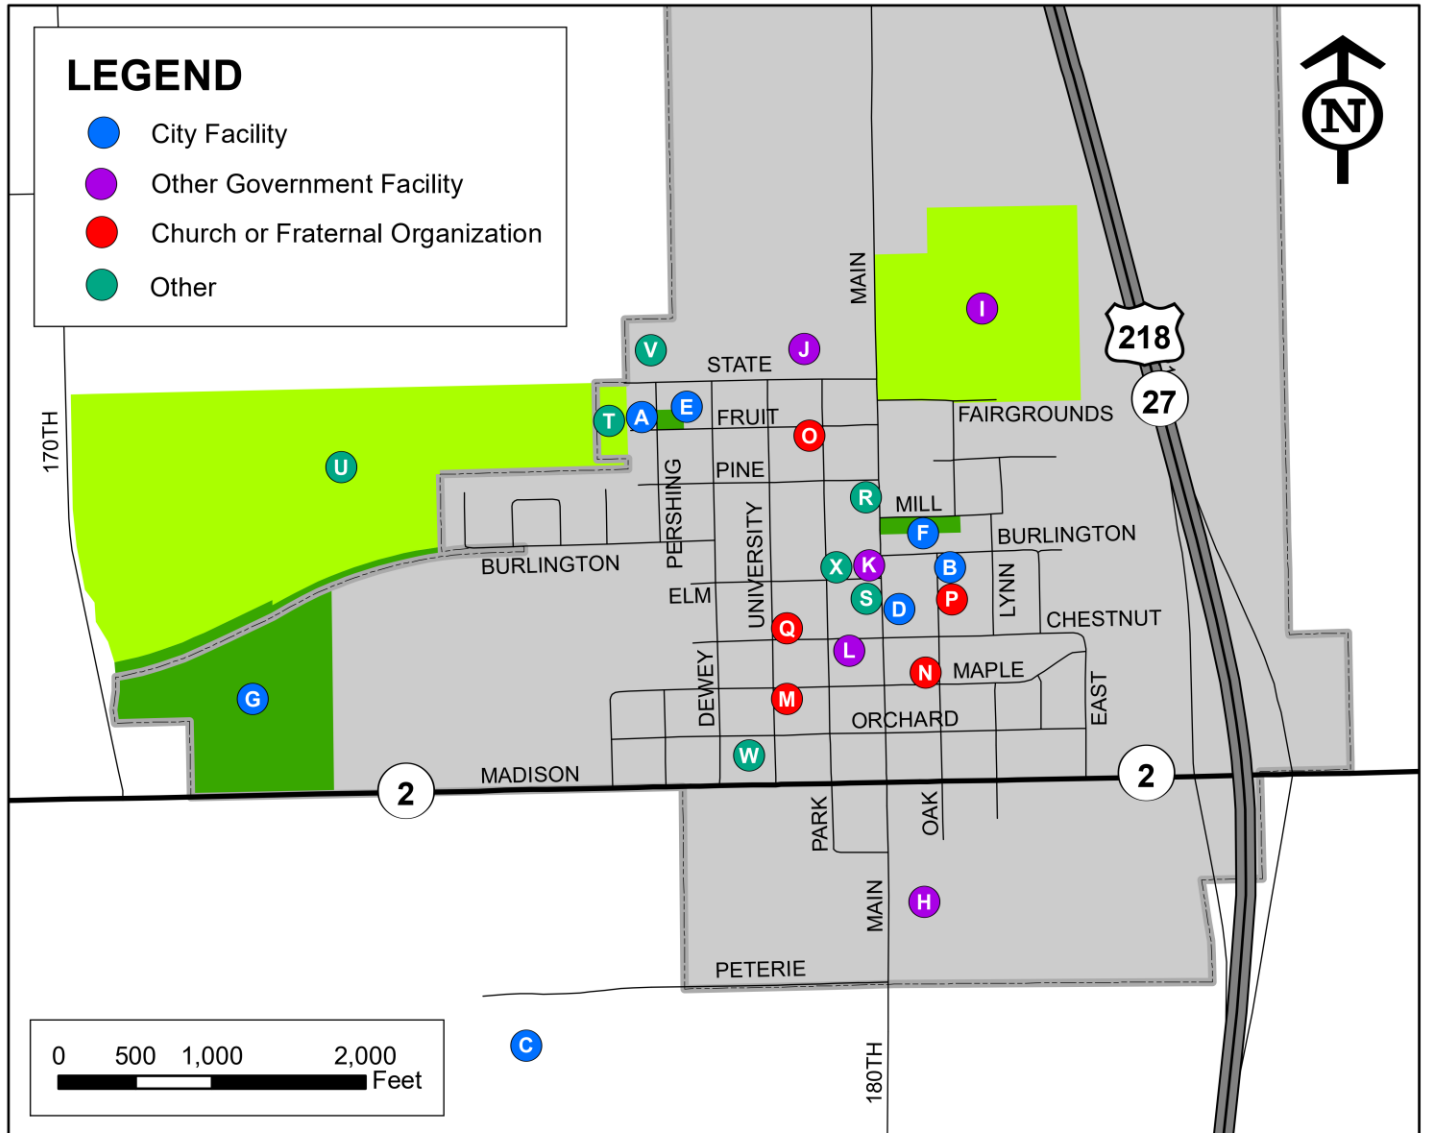 LEGEND
City Facility
Other Government Facility
Church or Fraternal Organization
Other
N
MAIN
I
218
27
V
J
STATE
170TH
T
A
E
FRUIT
FAIRGROUNDS
O
U
PINE
PERSHING
R
MILL
UNIVERSITY
F
BURLINGTON
BURLINGTON
X
K
B
ELM
S
D
P
LYNN
Q
CHESTNUT
L
G
DEWEY
M
N
MAPLE
EAST
ORCHARD
W
MADISON
2
2
PARK
OAK
MAIN
H
PETERIE
C
180TH
0 500 1,000 2,000
Feet